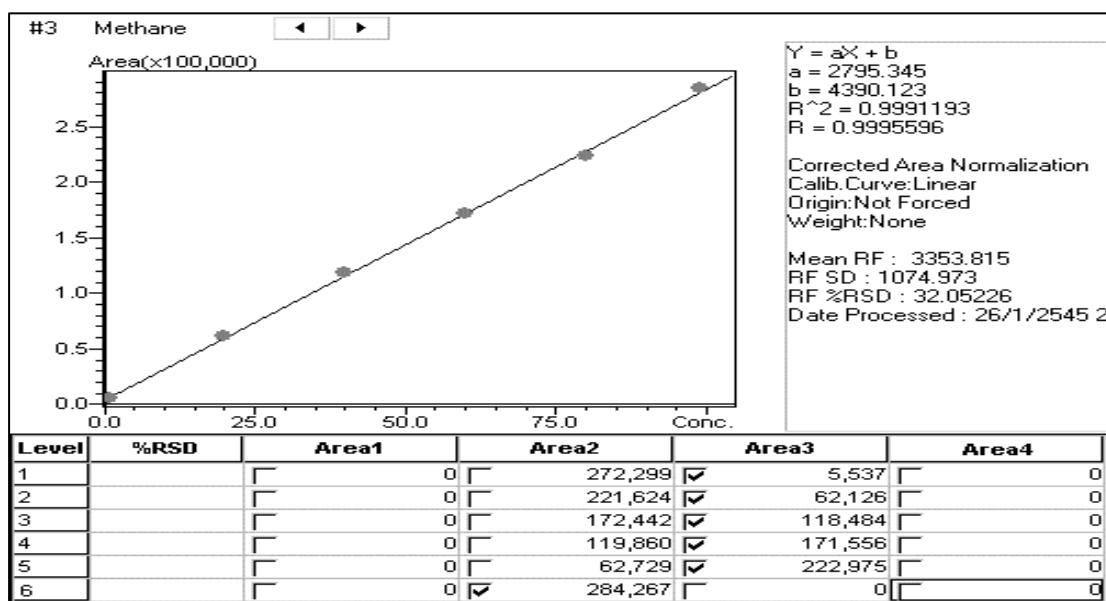 #3 Methane
Area(x100,000)
2.5
2.0
1.5
1.0
0.5
0.0
0.0 25.0 50.0 75.0 Conc.
Y = aX + b
a = 2795.345
b = 4390.123
R^2 = 0.9991193
R = 0.9995596
Corrected Area Normalization
Calib.Curve:Linear
Origin:Not Forced
Weight:None
Mean RF : 3353.815
RF SD : 1074.973
RF %RSD : 32.05226
Date Processed : 26/1/2545 2
Level %RSD Area1 Area2 Area3 Area4
1 0 272,299 5,537 0
2 0 221,624 62,126 0
3 0 172,442 118,484 0
4 0 119,860 171,556 0
5 0 62,729 222,975 0
6 0 284,267 0 0